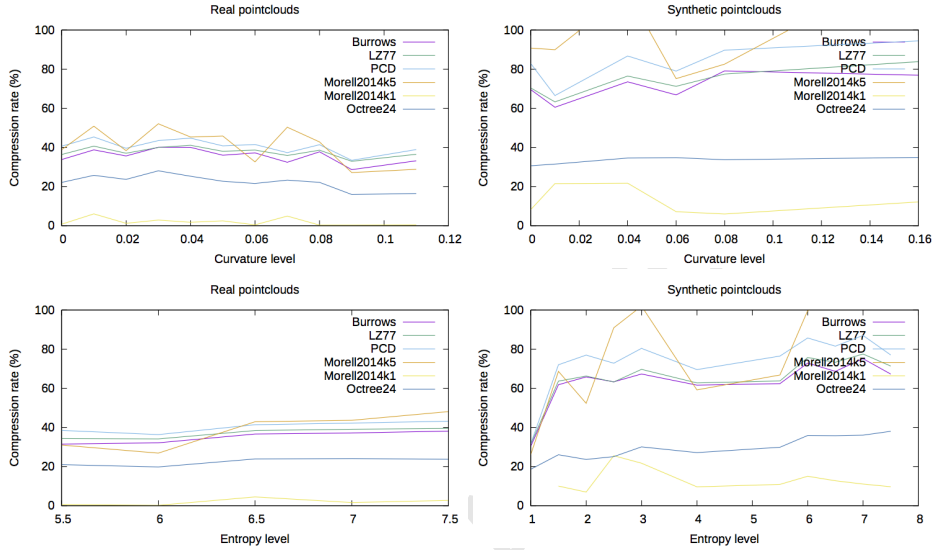 Real pointclouds
100
80
60
40
20
0
0 0.02 0.04 0.06 0.08 0.1 0.12
Compression rate (%)
Curvature level
Burrows
LZ77
PCD
Morell2014k5
Morell2014k1
Octree24
Synthetic pointclouds
100
80
60
40
20
0
0 0.02 0.04 0.06 0.08 0.1 0.12 0.14 0.16
Compression rate (%)
Curvature level
Burrows
LZ77
PCD
Morell2014k5
Morell2014k1
Octree24
Real pointclouds
100
80
60
40
20
0
5.5 6 6.5 7 7.5
Compression rate (%)
Entropy level
Burrows
LZ77
PCD
Morell2014k5
Morell2014k1
Octree24
Synthetic pointclouds
100
80
60
40
20
0
1 2 3 4 5 6 7 8
Compression rate (%)
Entropy level
Burrows
LZ77
PCD
Morell2014k5
Morell2014k1
Octree24